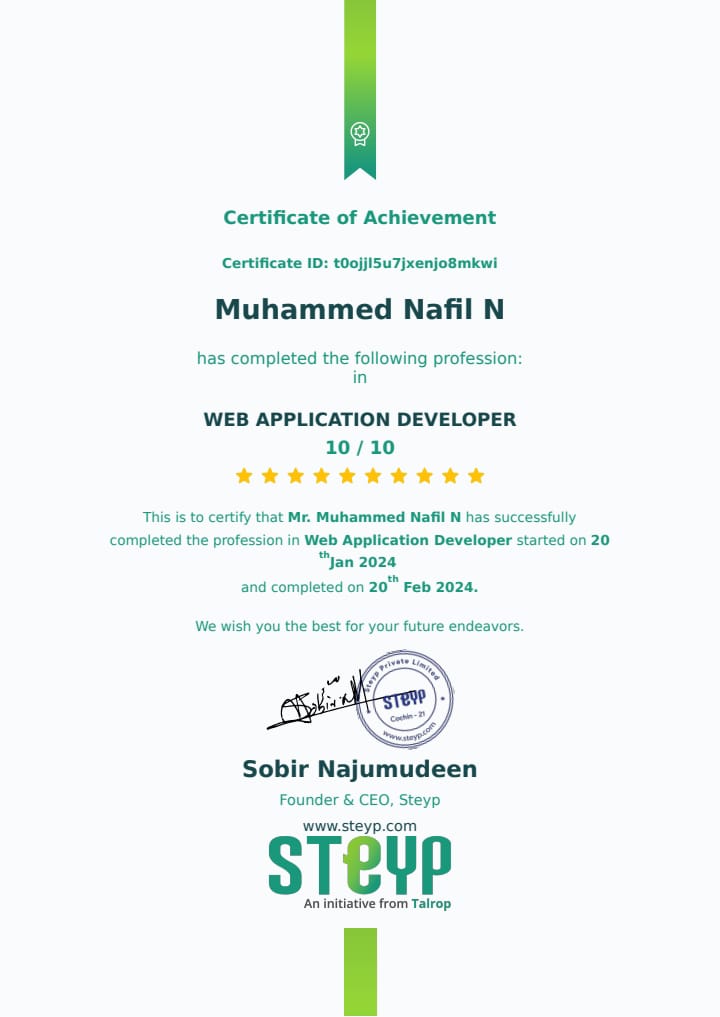 Certificate of Achievement
Certificate ID: t0ojjl5u7jxenjo8mkwi
Muhammed Nafil N
has completed the following profession:
in
WEB APPLICATION DEVELOPER
10 / 10
This is to certify that Mr. Muhammed Nafil N has successfully
completed the profession in Web Application Developer started on 20
thJan 2024
and completed on 20th Feb 2024.
We wish you the best for your future endeavors.
Steyp Private Limited
STEYP
Cochin - 21
www.steyp.com
Sobir Najumudeen
Founder & CEO, Steyp
www.steyp.com
STEYP
An initiative from Talrop